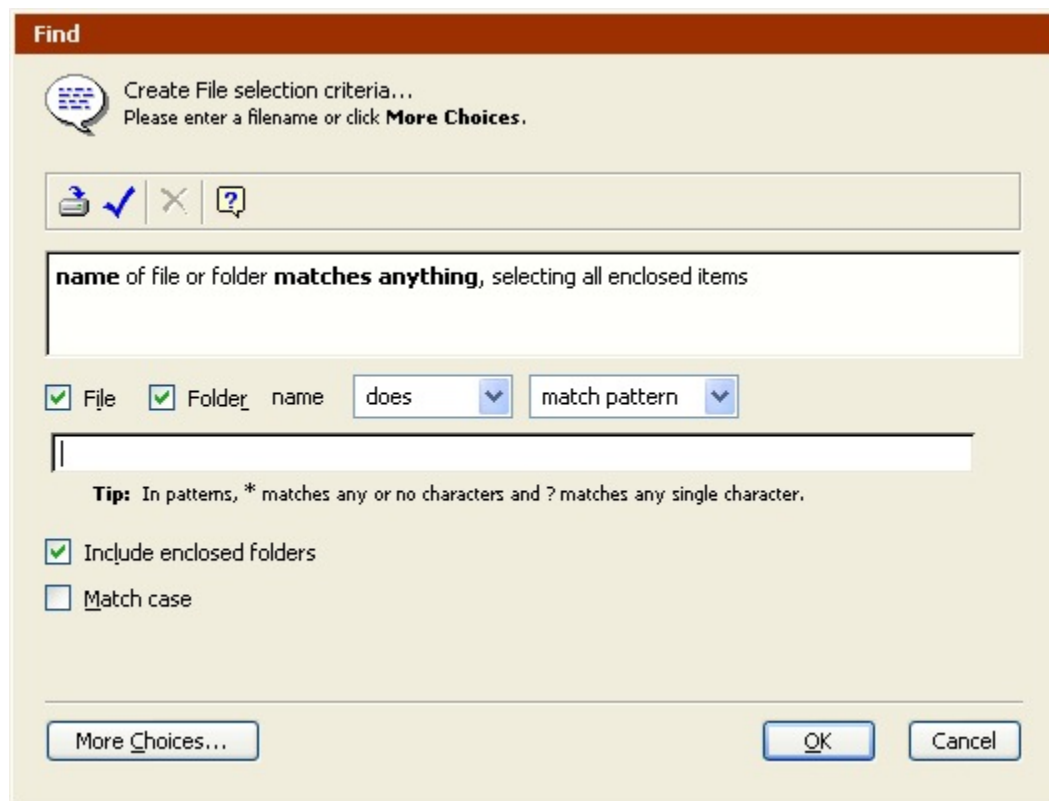 Find
Create File selection criteria...
Please enter a filename or click More Choices.
name of file or folder matches anything, selecting all enclosed items
File Folder name does match pattern
Tip: In patterns, * matches any or no characters and ? matches any single character.
Include enclosed folders
Match case
More Choices... OK Cancel